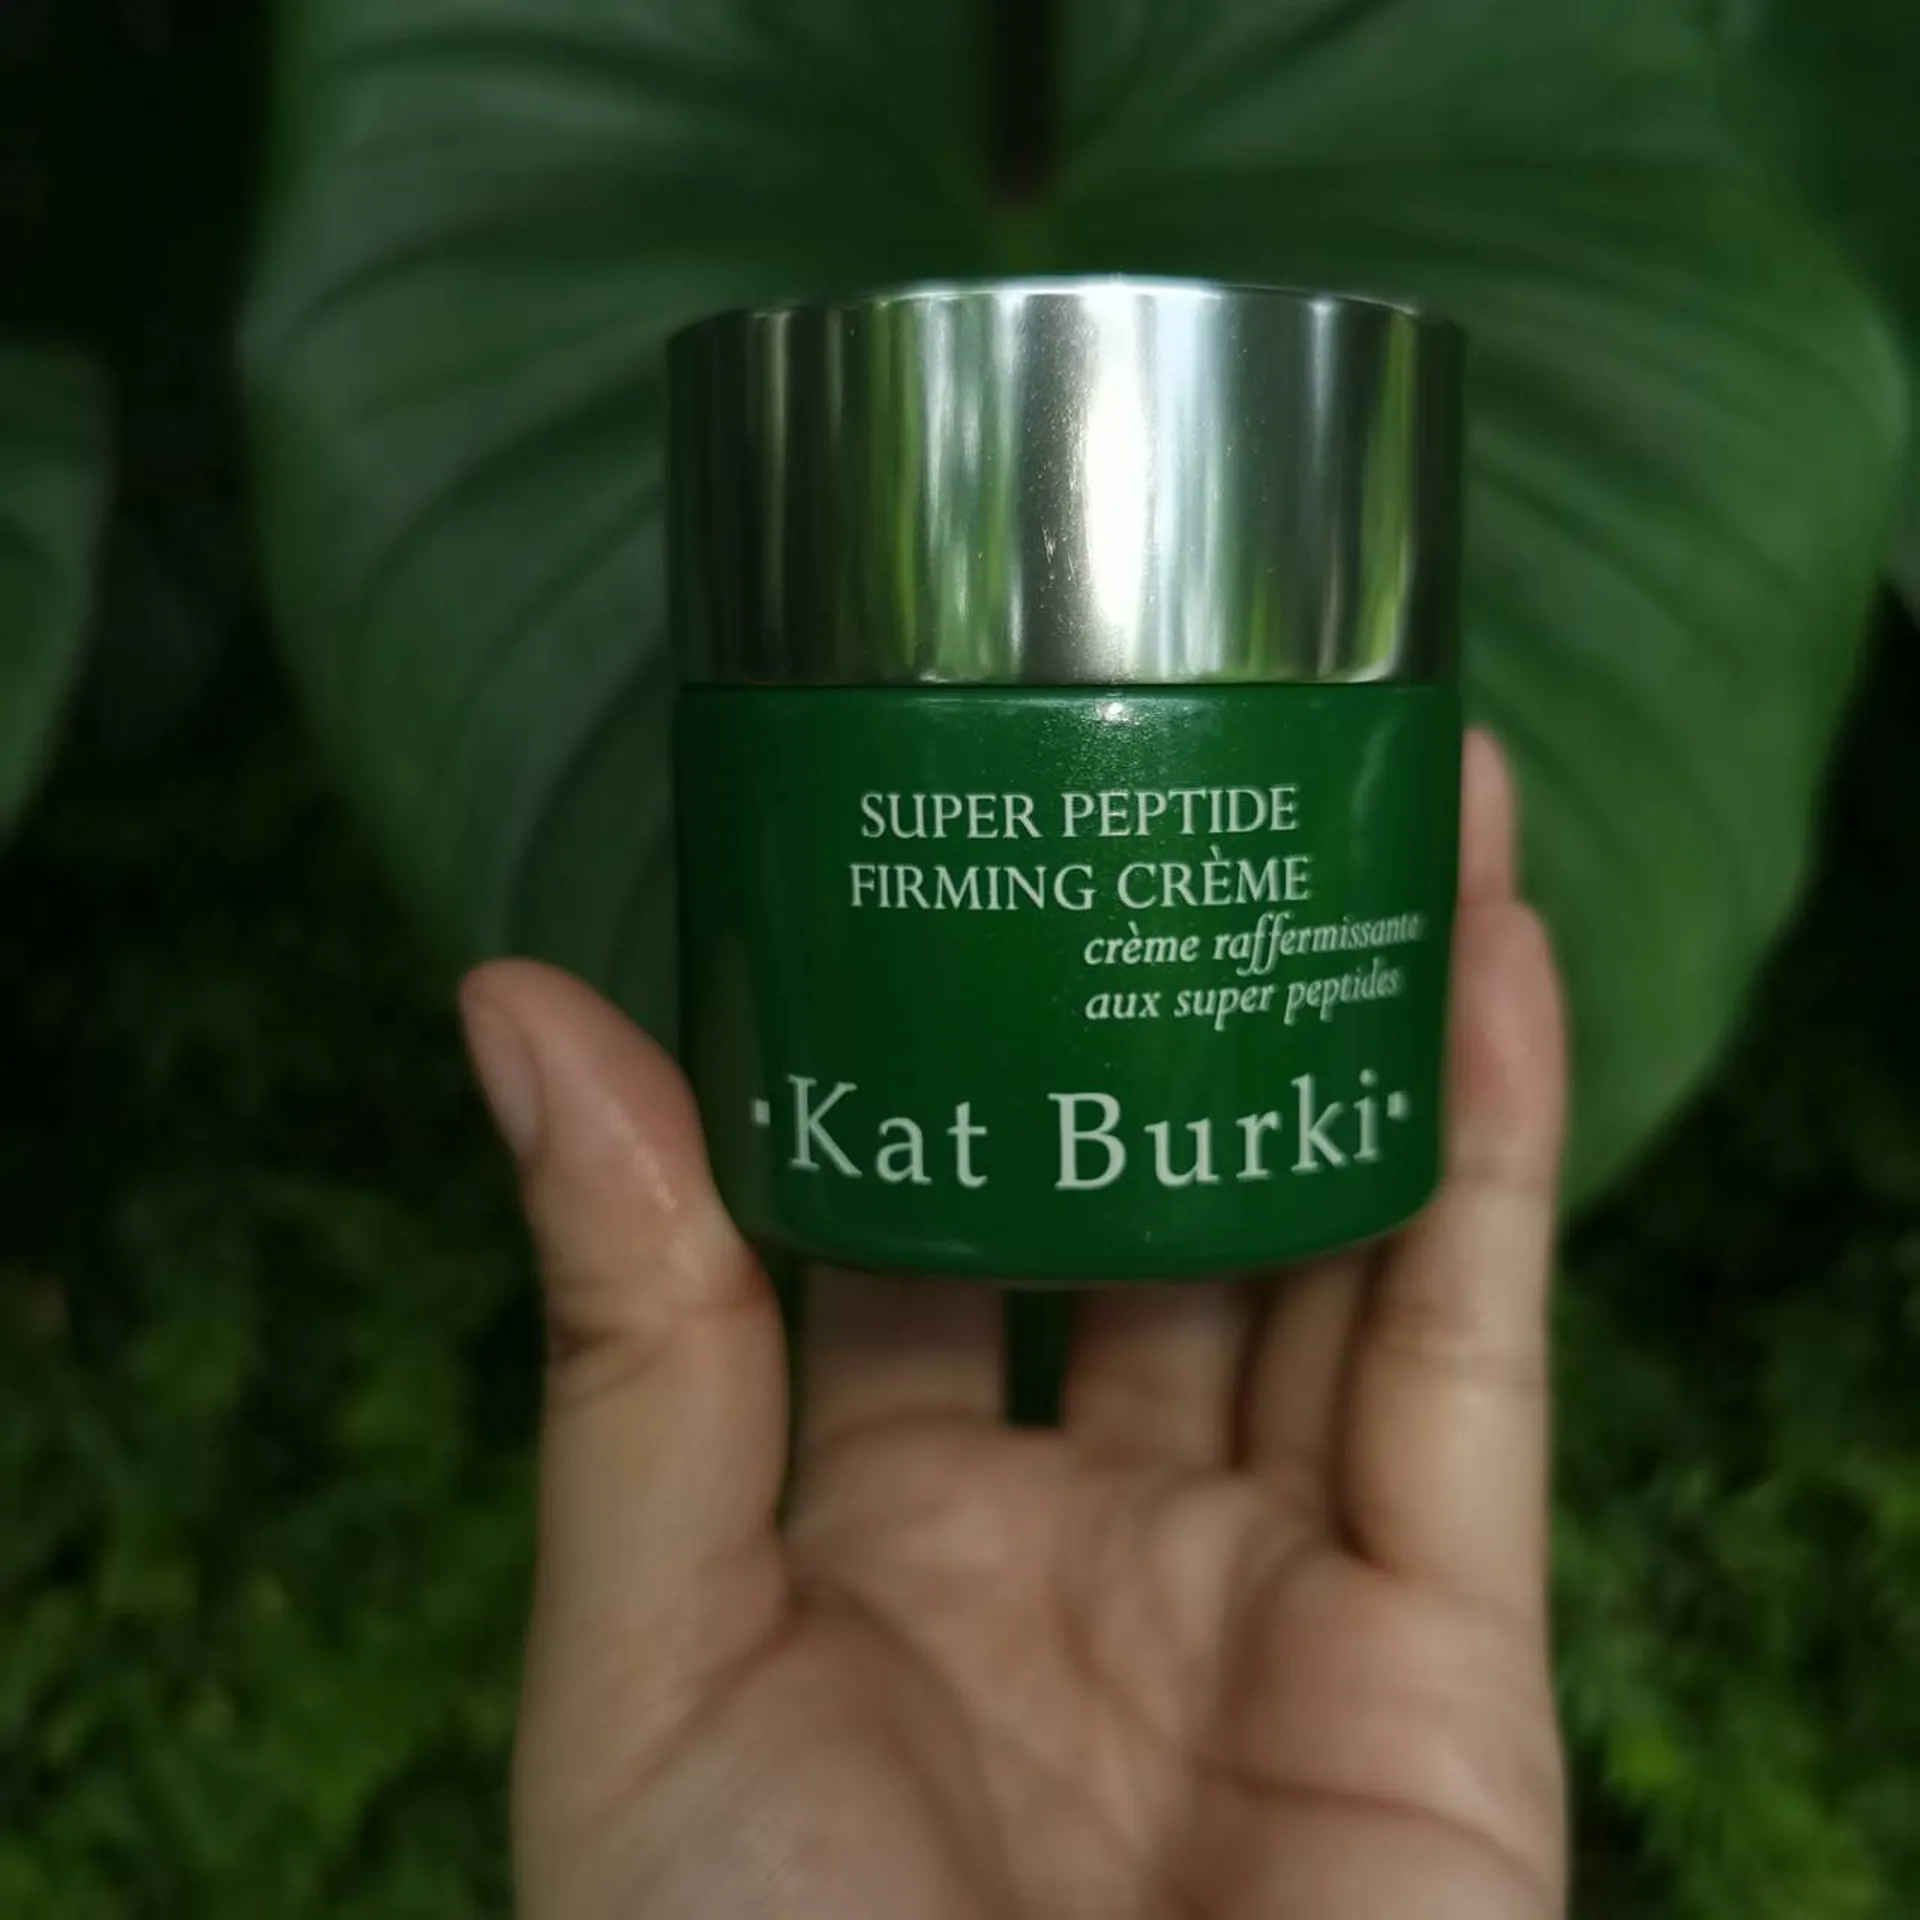 SUPER PEPTIDE
FIRMING CRÈME
crème raffermissante
aux super peptides
·Kat Burki·